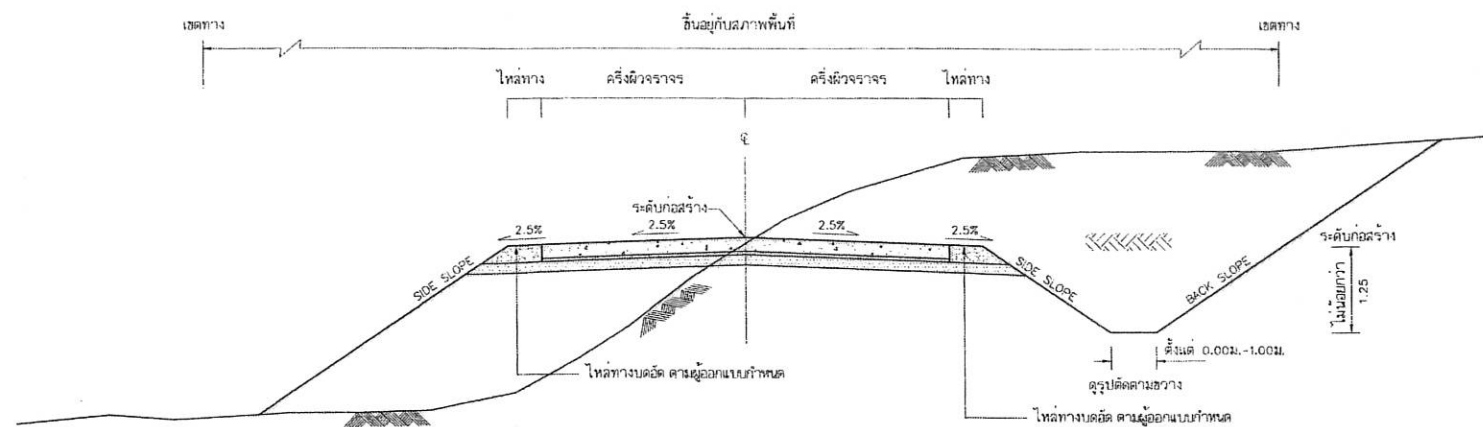 เขตทาง ขึ้นอยู่กับสภาพพื้นที่ เขตทาง
ไหล่ทาง ครึ่งผิวจราจร ครึ่งผิวจราจร ไหล่ทาง
℄
ระดับก่อสร้าง
2.5% 2.5% 2.5% 2.5%
ระดับก่อสร้าง
SIDE SLOPE SIDE SLOPE BACK SLOPE
ไม่น้อยกว่า
1.25
ตั้งแต่ 0.00ม.-1.00ม.
ไหล่ทางบดอัด ตามผู้ออกแบบกำหนด
ดูรูปตัดตามขวาง
ไหล่ทางบดอัด ตามผู้ออกแบบกำหนด